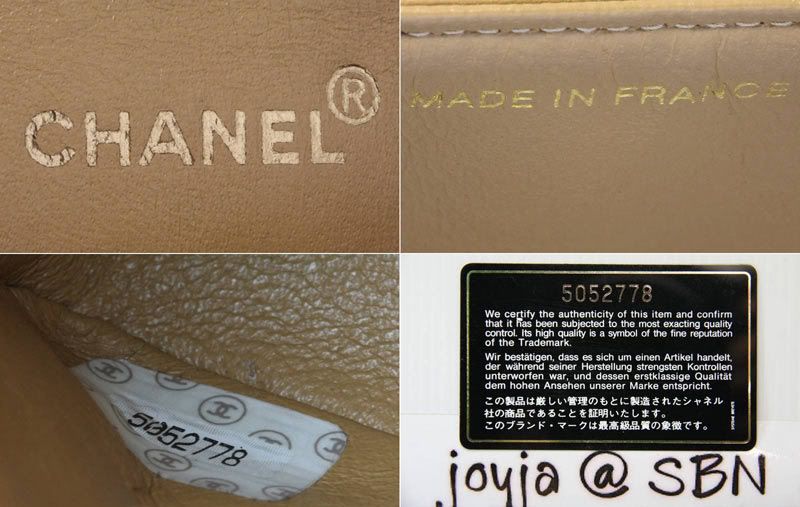 CHANEL®
MADE IN FRANCE
5052778
5052778
We certify the authenticity of this item and confirm
that it has been subjected to the most exacting quality
control. Its high quality is a symbol of the fine reputation
of the Trademark.
Wir bestätigen, dass es sich um einen Artikel handelt,
der während seiner Herstellung strengsten Kontrollen
unterworfen war, und dessen erstklassige Qualität
dem hohen Ansehen unserer Marke entspricht.
この製品は厳しい管理のもとに製造されたシャネル
社の商品であることを証明いたします。
このブランド・マークは最高級品質の象徴です。
joyja @ SBN